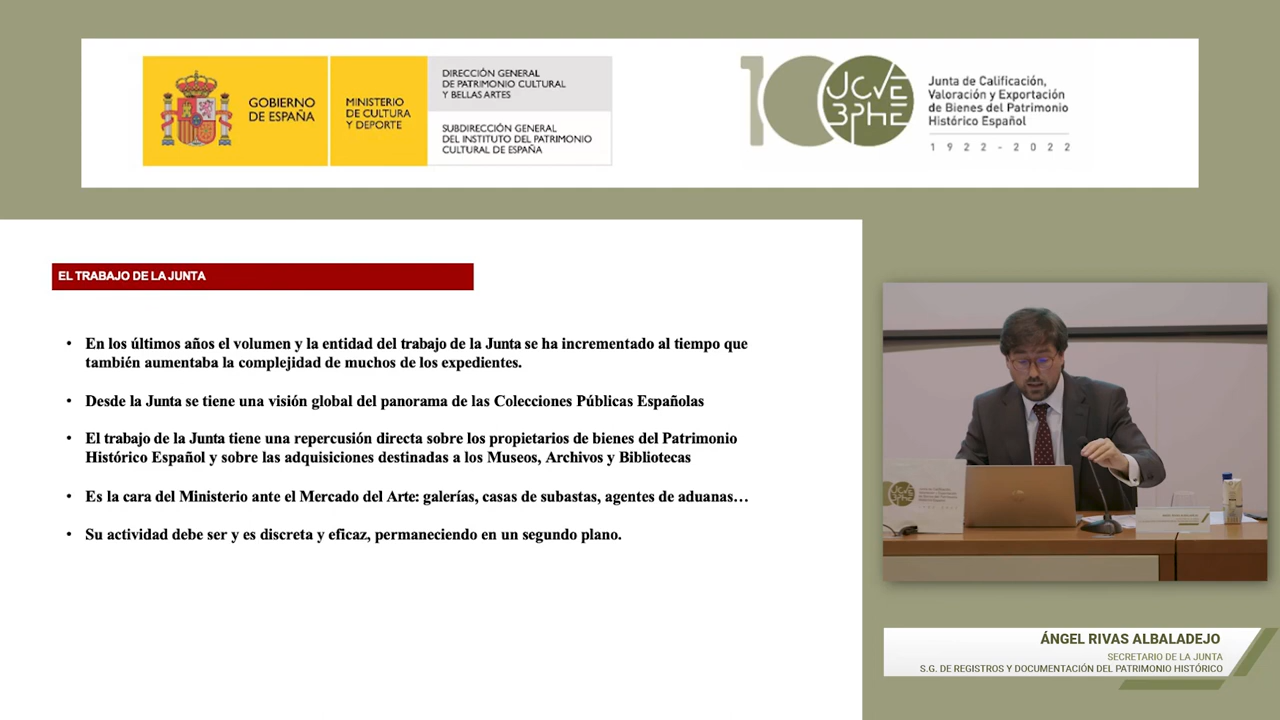 GOBIERNO
DE ESPAÑA
MINISTERIO
DE CULTURA
Y DEPORTE
DIRECCIÓN GENERAL
DE PATRIMONIO CULTURAL
Y BELLAS ARTES
SUBDIRECCIÓN GENERAL
DEL INSTITUTO DEL PATRIMONIO
CULTURAL DE ESPAÑA
100
JCVE
BPHE
Junta de Calificación,
Valoración y Exportación
de Bienes del Patrimonio
Histórico Español
1922-2022
EL TRABAJO DE LA JUNTA
• En los últimos años el volumen y la entidad del trabajo de la Junta se ha incrementado al tiempo que
también aumentaba la complejidad de muchos de los expedientes.
• Desde la Junta se tiene una visión global del panorama de las Colecciones Públicas Españolas
• El trabajo de la Junta tiene una repercusión directa sobre los propietarios de bienes del Patrimonio
Histórico Español y sobre las adquisiciones destinadas a los Museos, Archivos y Bibliotecas
• Es la cara del Ministerio ante el Mercado del Arte: galerías, casas de subastas, agentes de aduanas…
• Su actividad debe ser y es discreta y eficaz, permaneciendo en un segundo plano.
ÁNGEL RIVAS ALBALADEJO
SECRETARIO DE LA JUNTA
S.G. DE REGISTROS Y DOCUMENTACIÓN DEL PATRIMONIO HISTÓRICO